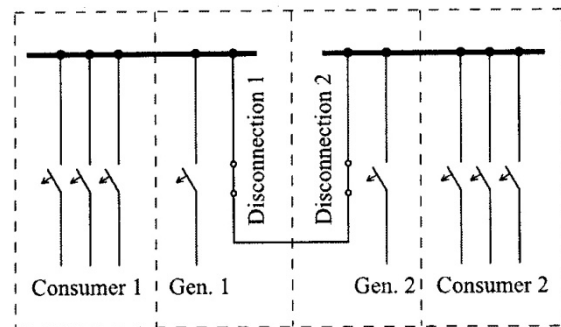 Disconnection 1
Disconnection 2
Consumer 1
Gen. 1
Gen. 2
Consumer 2